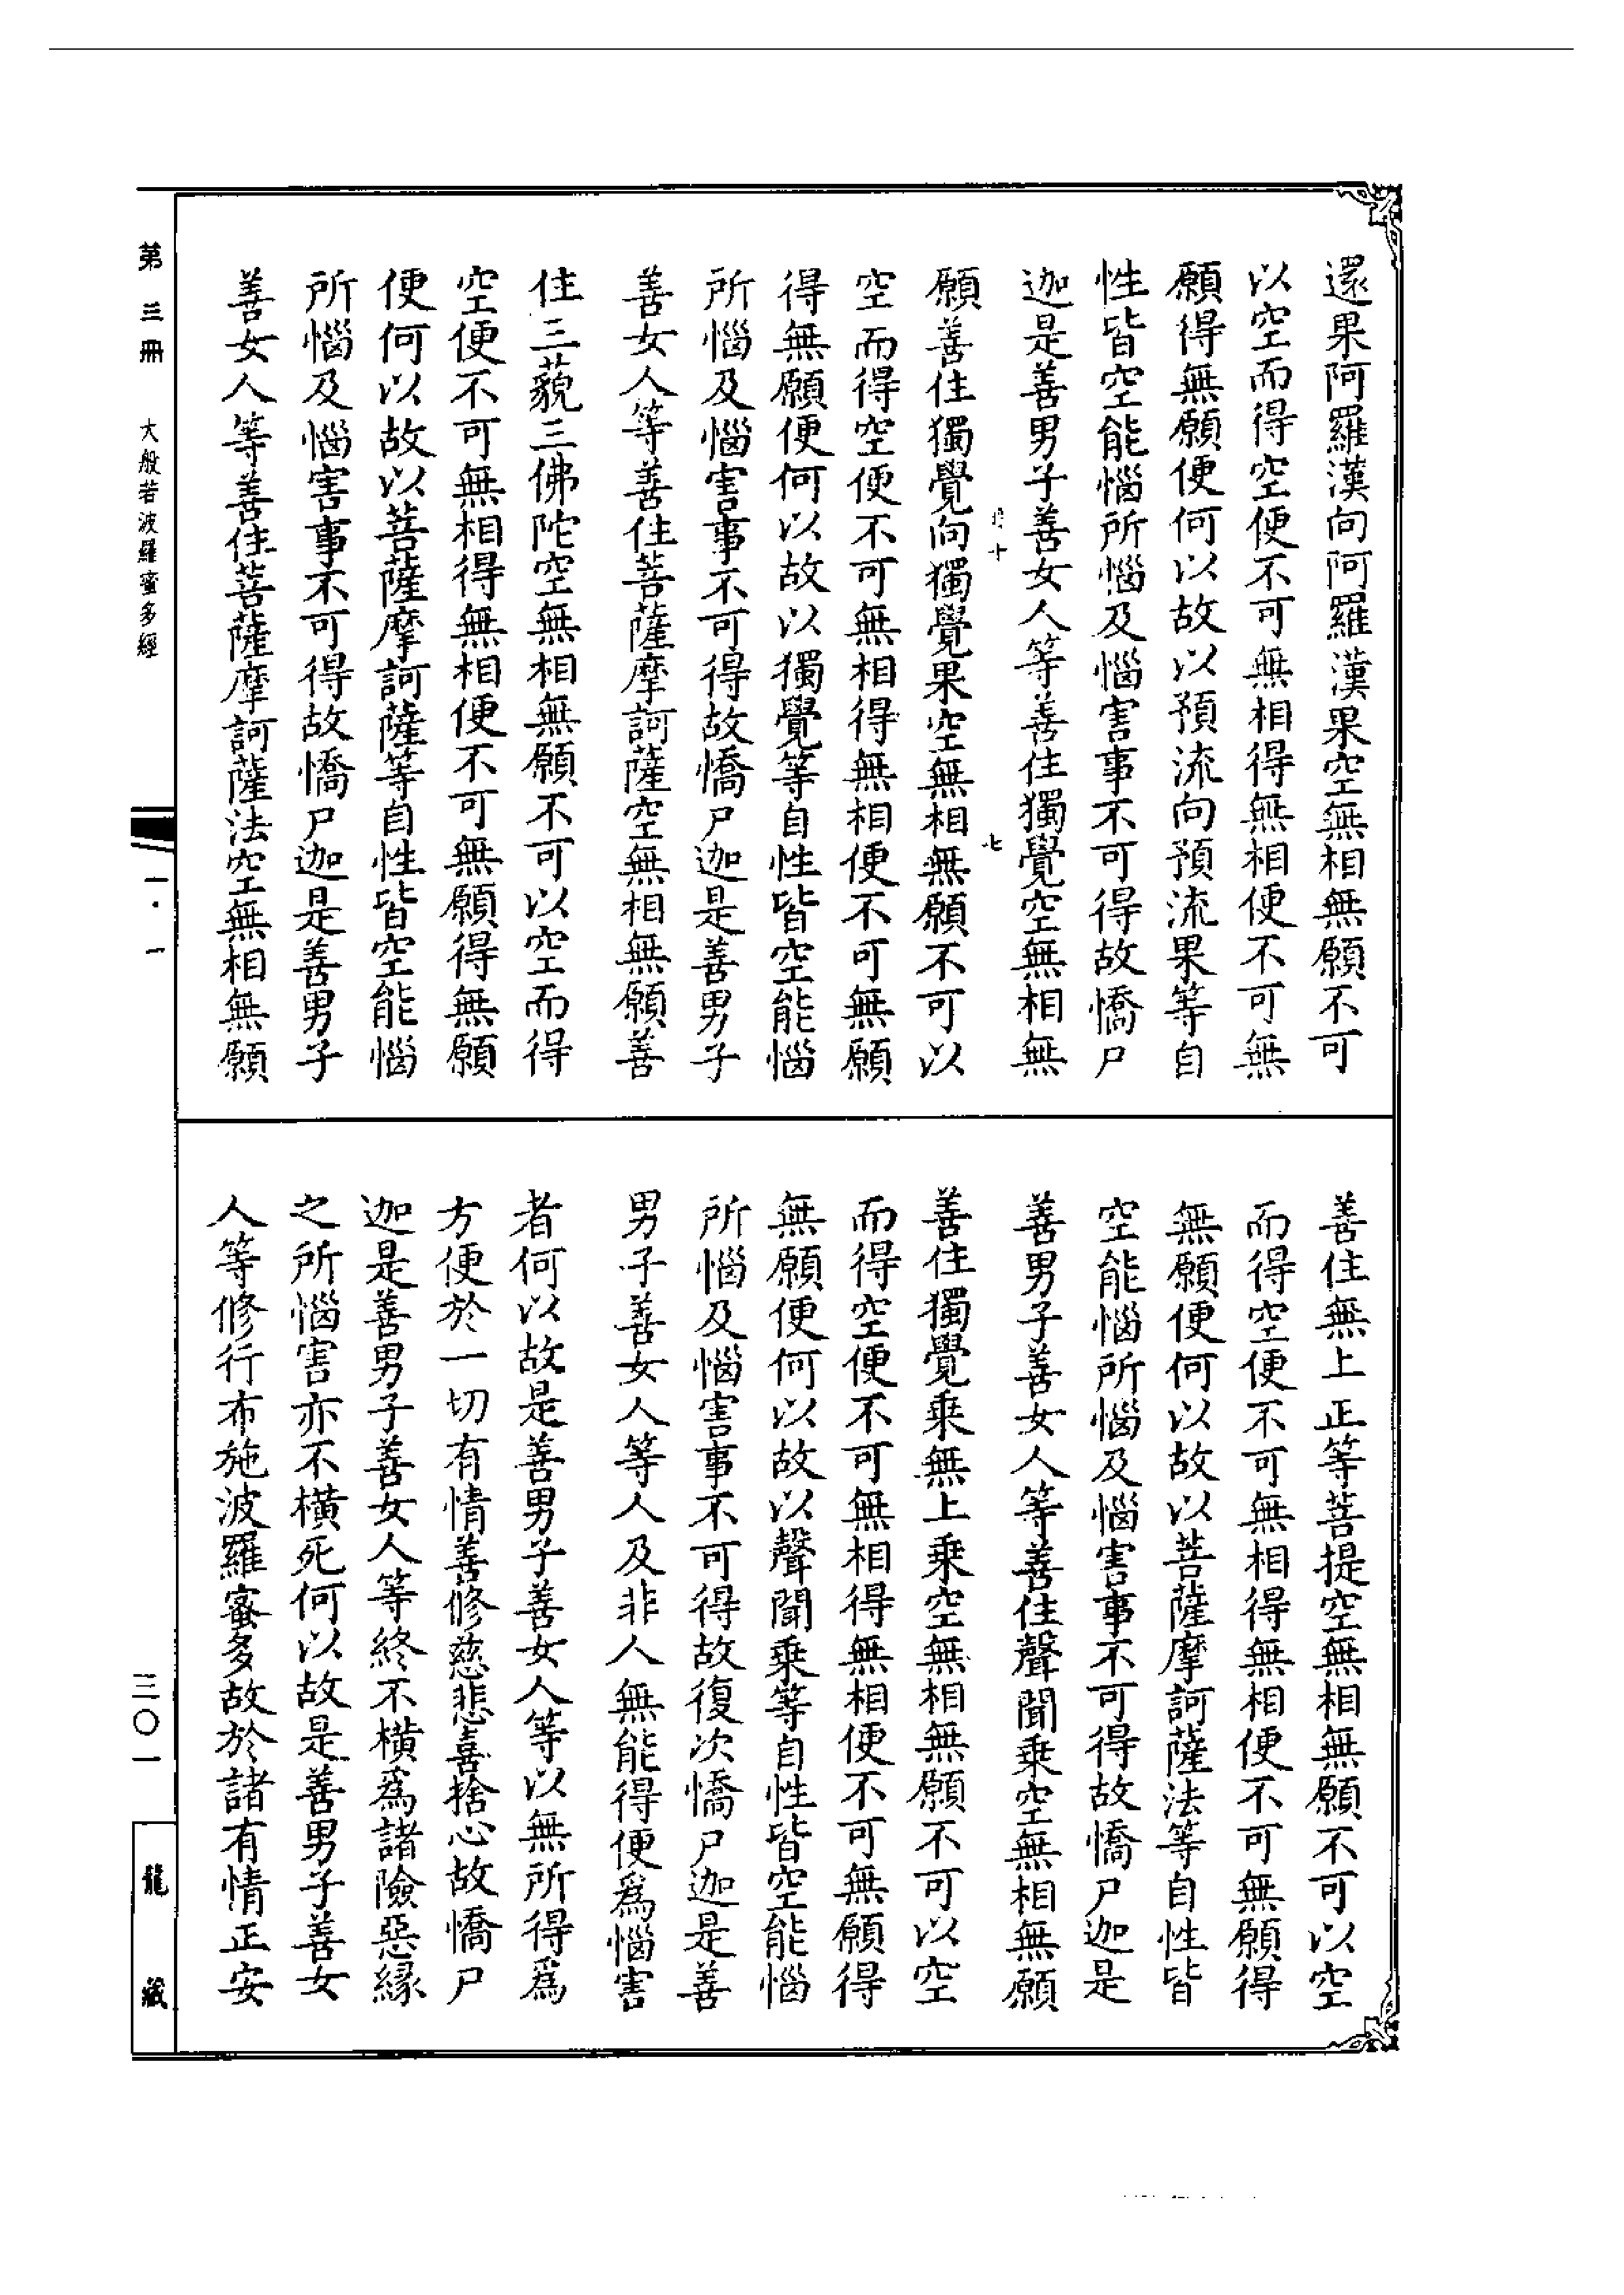 還果阿羅漢向阿羅漢果空無相無願不可
以空而得空便不可無相得無相便不可無
願得無願便何以故以預流向預流果等自
性皆空能惱所惱及惱害事不可得故憍尸
迦是善男子善女人等善住獨覺空無相無
願善住獨覺向獨覺果空無相無願不可以
空而得空便不可無相得無相便不可無願
得無願便何以故以獨覺等自性皆空能惱
所惱及惱害事不可得故憍尸迦是善男子
善女人等善住菩薩摩訶薩空無相無願善
住三藐三佛陀空無相無願不可以空而得
空便不可無相得無相便不可無願得無願
便何以故以菩薩摩訶薩等自性皆空能惱
所惱及惱害事不可得故憍尸迦是善男子
善女人等善住菩薩摩訶薩法空無相無願
善住無上正等菩提空無相無願不可以空
而得空便不可無相得無相便不可無願得
無願便何以故以菩薩摩訶薩法等自性皆
空能惱所惱及惱害事不可得故憍尸迦是
善男子善女人等善住聲聞乘空無相無願
善住獨覺乘無上乘空無相無願不可以空
而得空便不可無相得無相便不可無願得
無願便何以故以聲聞乘等自性皆空能惱
所惱及惱害事不可得故復次憍尸迦是善
男子善女人等人及非人無能得便爲惱害
者何以故是善男子善女人等以無所得爲
方便於一切有情善修慈悲喜捨心故憍尸
迦是善男子善女人等終不橫爲諸險惡緣
之所惱害亦不橫死何以故是善男子善女
人等修行布施波羅蜜多故於諸有情正安
十 七
第三冊 大般若波羅蜜多經
一·一
三〇一
龍藏